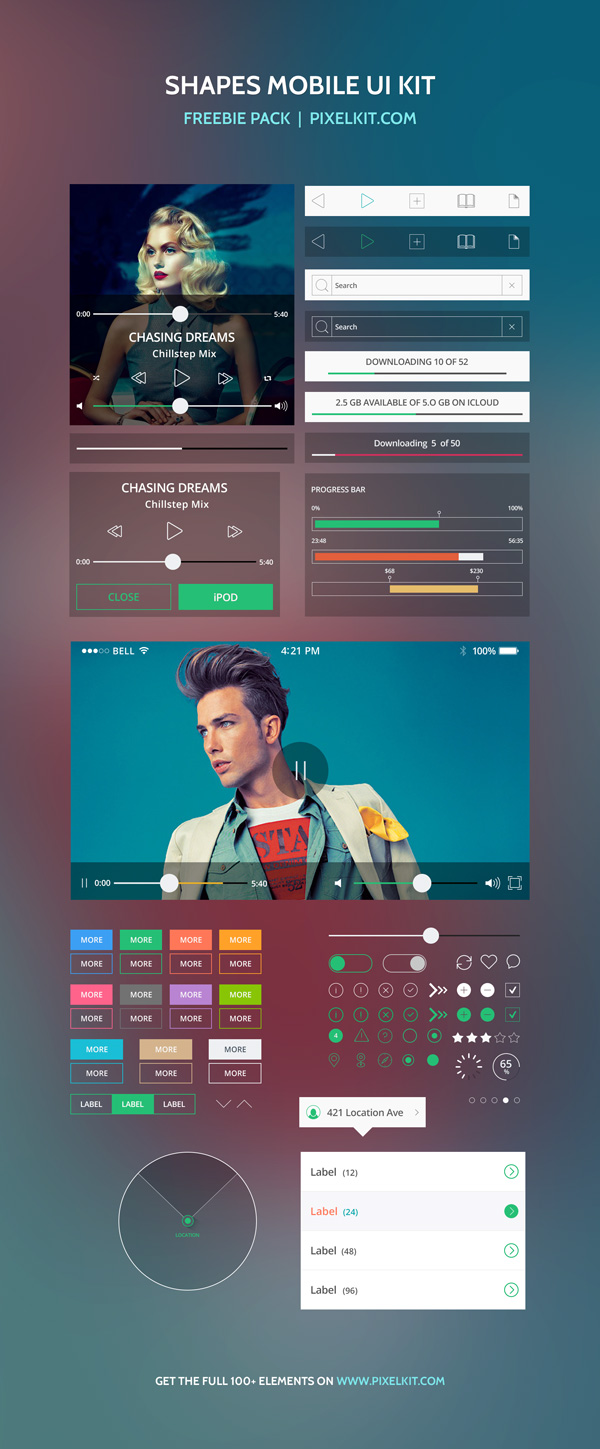 SHAPES MOBILE UI KIT
FREEBIE PACK | PIXELKIT.COM
0:00 5:40
CHASING DREAMS
Chillstep Mix
Search
Search
DOWNLOADING 10 OF 52
2.5 GB AVAILABLE OF 5.0 GB ON ICLOUD
Downloading 5 of 50
CHASING DREAMS
Chillstep Mix
0:00 5:40
CLOSE iPOD
PROGRESS BAR
0% 100%
23:48 56:35
$68 $230
BELL 4:21 PM 100%
STA
0:00 5:40
MORE MORE MORE MORE
MORE MORE MORE MORE
MORE MORE MORE MORE
MORE MORE MORE MORE
MORE MORE MORE
MORE MORE MORE
LABEL LABEL LABEL
4
65
%
421 Location Ave
LOCATION
Label (12)
Label (24)
Label (48)
Label (96)
GET THE FULL 100+ ELEMENTS ON WWW.PIXELKIT.COM